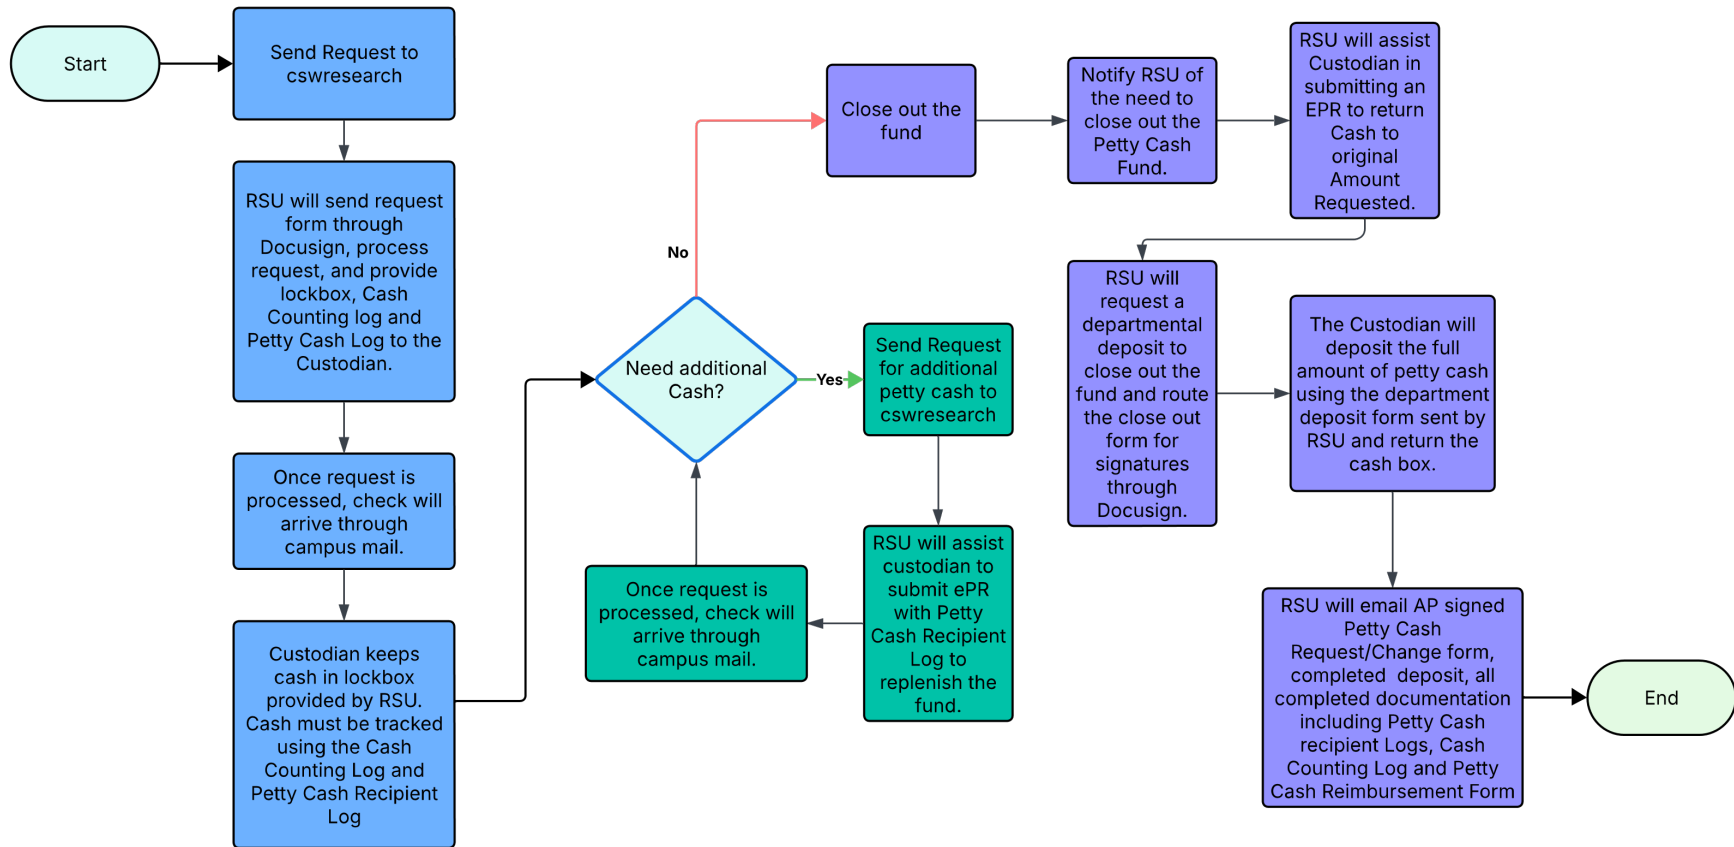 Start
Send Request to
cswresearch
RSU will send request
form through
Docusign, process
request, and provide
lockbox, Cash
Counting log and
Petty Cash Log to the
Custodian.
Once request is
processed, check will
arrive through
campus mail.
Custodian keeps
cash in lockbox
provided by RSU.
Cash must be tracked
using the Cash
Counting Log and
Petty Cash Recipient
Log
Need additional
Cash?
No
Yes
Send Request
for additional
petty cash to
cswresearch
RSU will assist
custodian to
submit ePR
with Petty
Cash Recipient
Log to
replenish the
fund.
Once request is
processed, check will
arrive through
campus mail.
Close out the
fund
Notify RSU of
the need to
close out the
Petty Cash
Fund.
RSU will assist
Custodian in
submitting an
EPR to return
Cash to
original
Amount
Requested.
RSU will
request a
departmental
deposit to
close out the
fund and route
the close out
form for
signatures
through
Docusign.
The Custodian will
deposit the full
amount of petty cash
using the department
deposit form sent by
RSU and return the
cash box.
RSU will email AP signed
Petty Cash
Request/Change form,
completed  deposit, all
completed documentation
including Petty Cash
recipient Logs, Cash
Counting Log and Petty
Cash Reimbursement Form
End